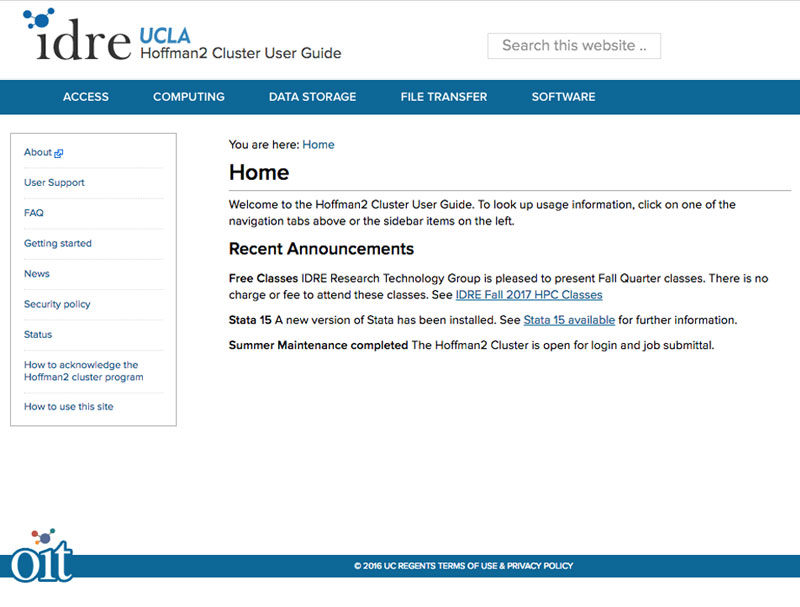 idre UCLA
Hoffman2 Cluster User Guide
Search this website ..
ACCESS COMPUTING DATA STORAGE FILE TRANSFER SOFTWARE
About
User Support
FAQ
Getting started
News
Security policy
Status
How to acknowledge the
Hoffman2 cluster program
How to use this site
You are here: Home
Home
Welcome to the Hoffman2 Cluster User Guide. To look up usage information, click on one of the
navigation tabs above or the sidebar items on the left.
Recent Announcements
Free Classes IDRE Research Technology Group is pleased to present Fall Quarter classes. There is no
charge or fee to attend these classes. See IDRE Fall 2017 HPC Classes
Stata 15 A new version of Stata has been installed. See Stata 15 available for further information.
Summer Maintenance completed The Hoffman2 Cluster is open for login and job submittal.
oit
© 2016 UC REGENTS TERMS OF USE & PRIVACY POLICY